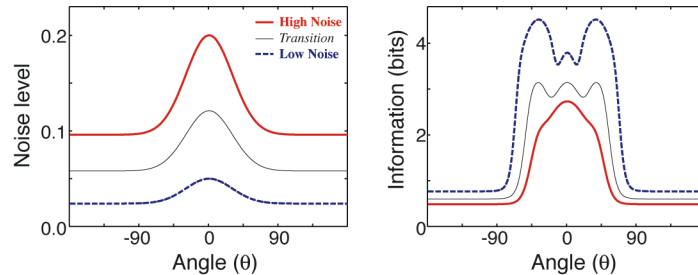 High Noise
Transition
Low Noise
Noise level
0.2
0.1
0.0
-90
0
90
Angle (θ)
Information (bits)
4
2
0
-90
0
90
Angle (θ)